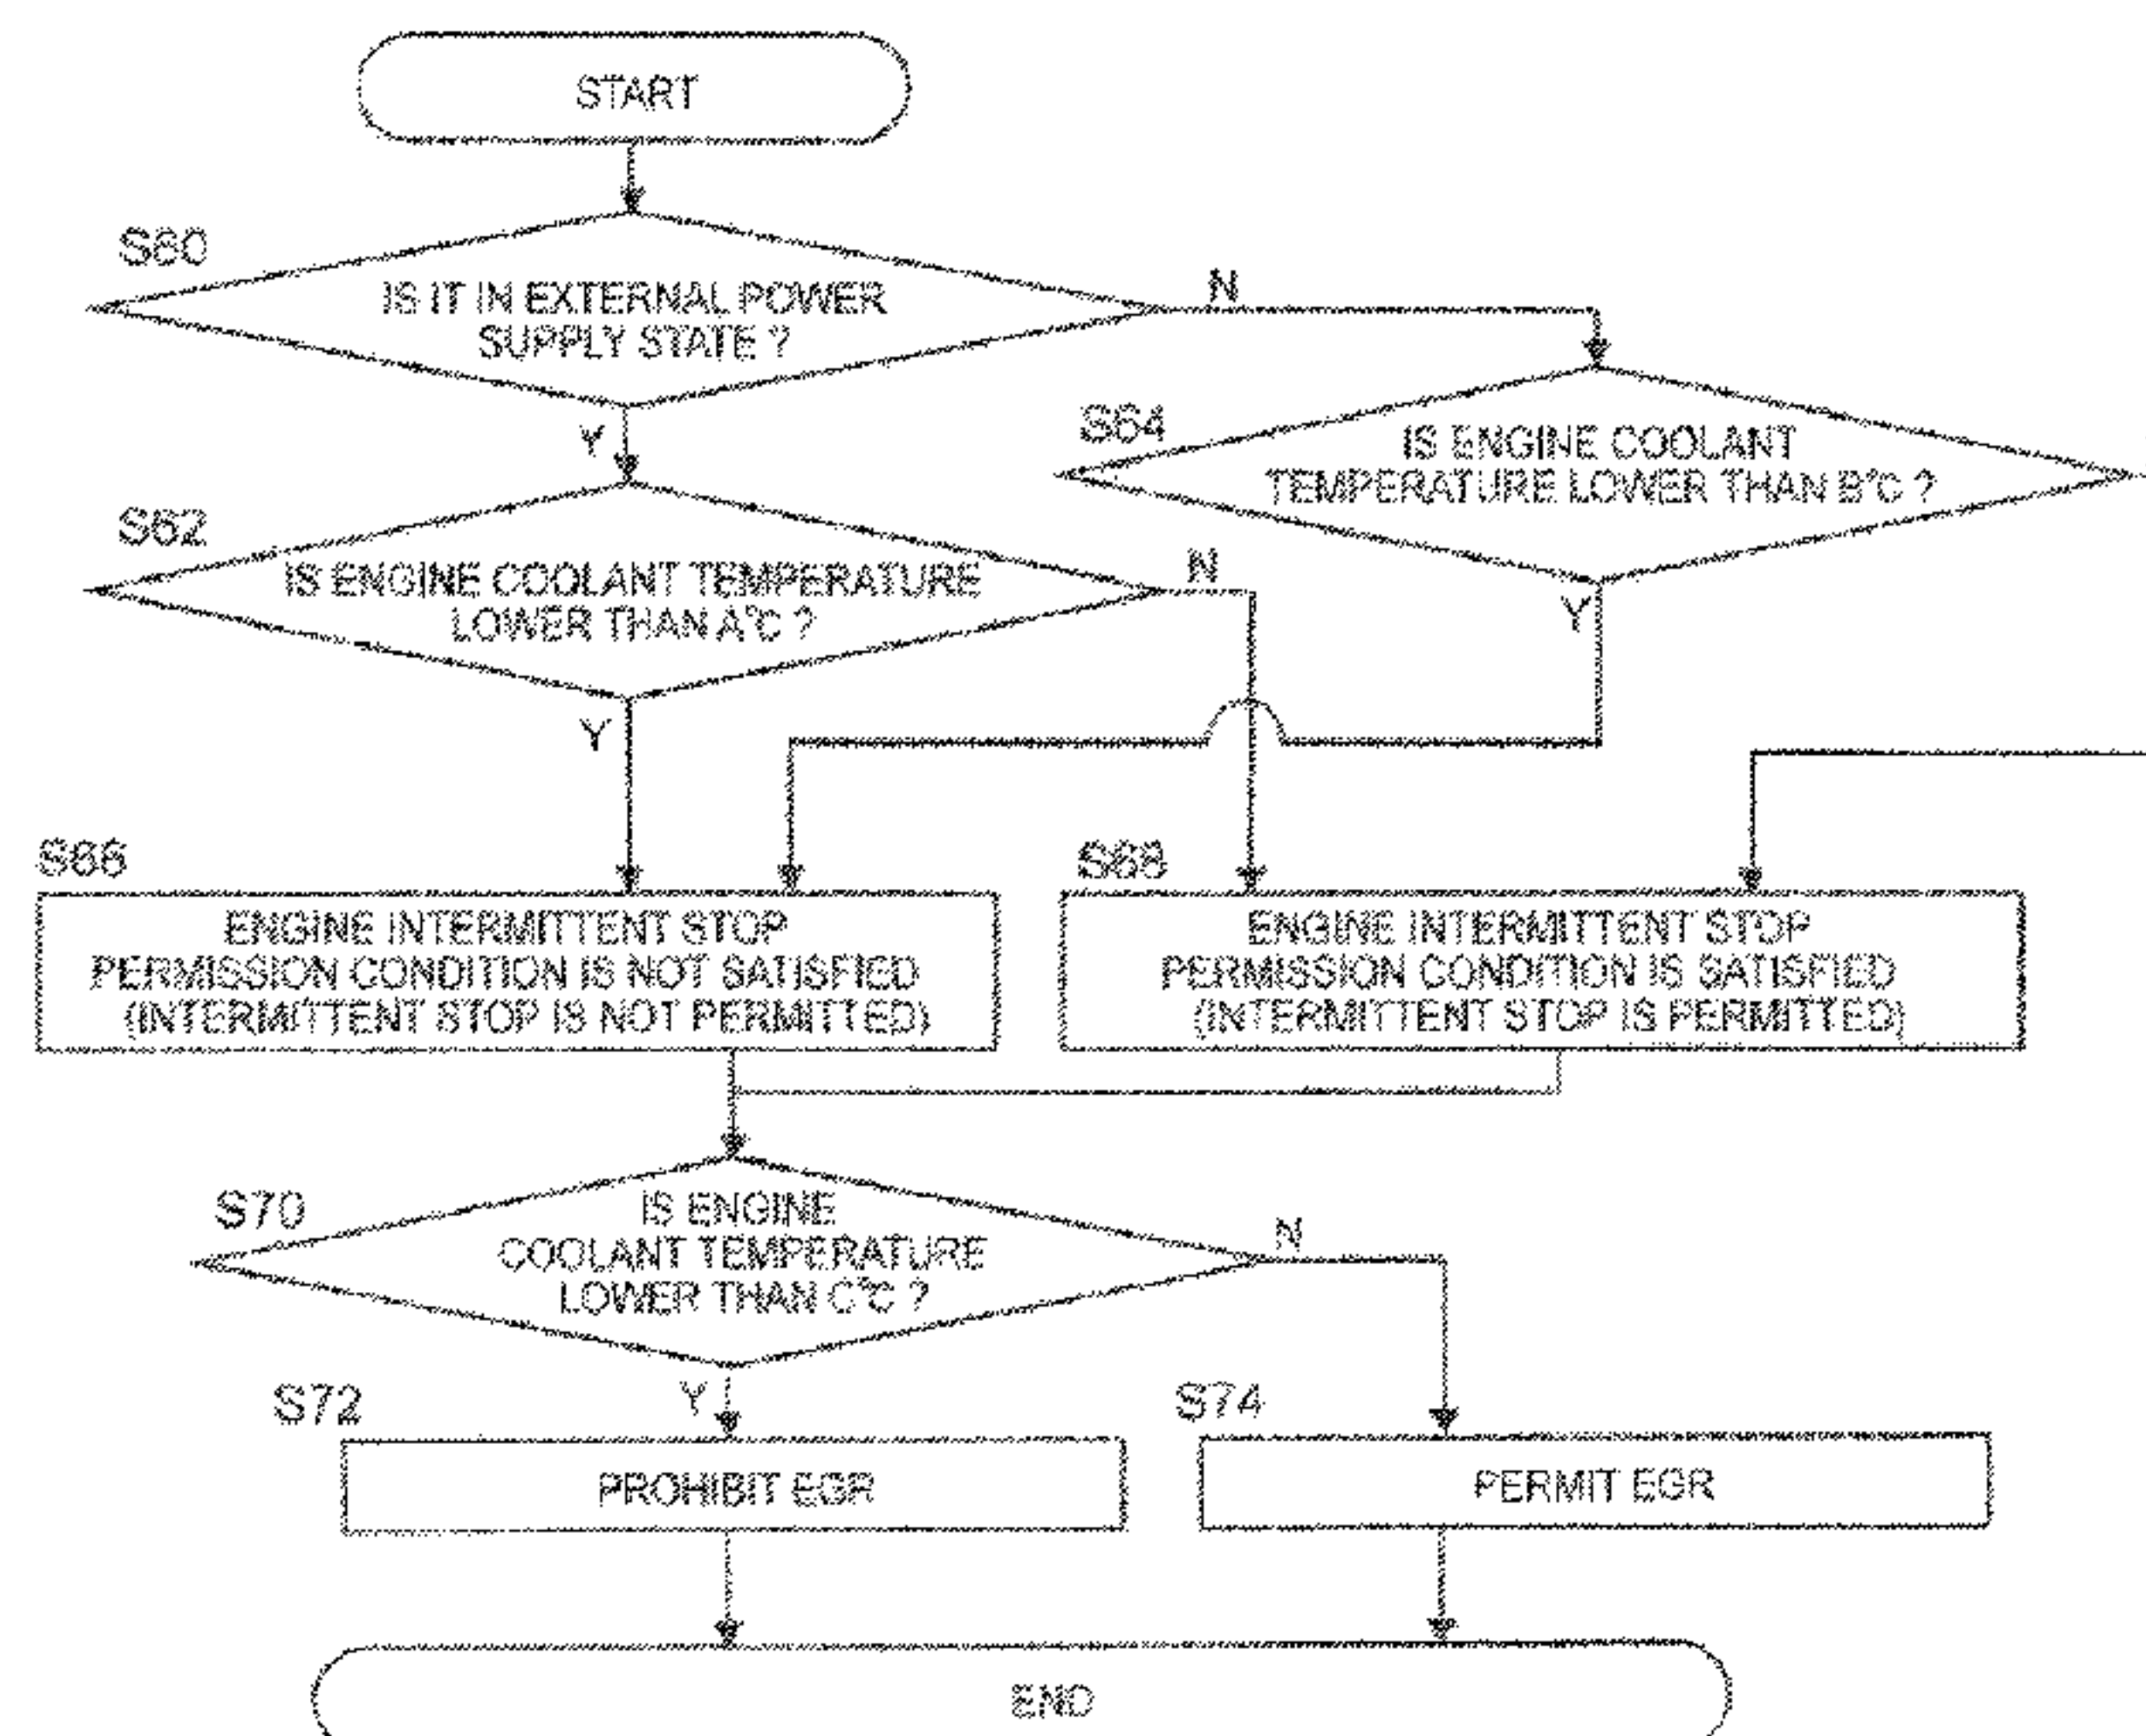 START
S60
IS IT IN EXTERNAL POWER
SUPPLY STATE ?
N
Y
S64
IS ENGINE COOLANT
TEMPERATURE LOWER THAN B°C ?
Y
S62
IS ENGINE COOLANT TEMPERATURE
LOWER THAN A°C ?
N
Y
S66
ENGINE INTERMITTENT STOP
PERMISSION CONDITION IS NOT SATISFIED
(INTERMITTENT STOP IS NOT PERMITTED)
S68
ENGINE INTERMITTENT STOP
PERMISSION CONDITION IS SATISFIED
(INTERMITTENT STOP IS PERMITTED)
S70
IS ENGINE
COOLANT TEMPERATURE
LOWER THAN C°C ?
N
Y
S72
PROHIBIT EGR
S74
PERMIT EGR
END